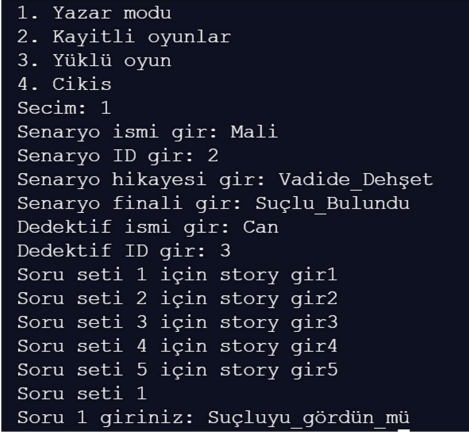 1. Yazar modu
2. Kayitli oyunlar
3. Yüklü oyun
4. Cikis
Secim: 1
Senaryo ismi gir: Mali
Senaryo ID gir: 2
Senaryo hikayesi gir: Vadide_Dehşet
Senaryo finali gir: Suçlu_Bulundu
Dedektif ismi gir: Can
Dedektif ID gir: 3
Soru seti 1 için story gir1
Soru seti 2 için story gir2
Soru seti 3 için story gir3
Soru seti 4 için story gir4
Soru seti 5 için story gir5
Soru seti 1
Soru 1 giriniz: Suçluyu_gördün_mü